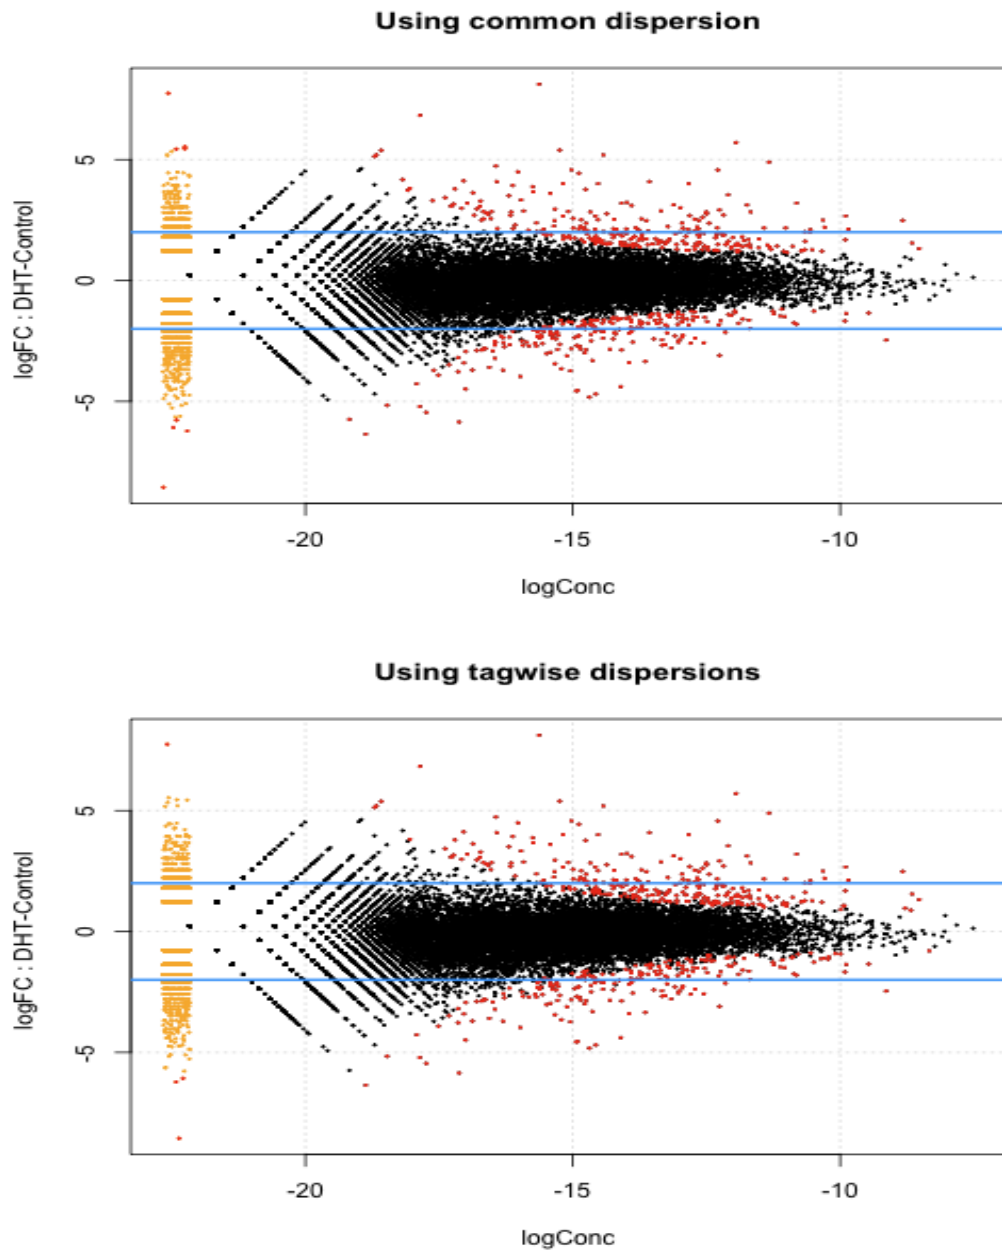 Using common dispersion
logFC : DHT-Control
5
0
-5
-20 -15 -10
logConc
Using tagwise dispersions
logFC : DHT-Control
5
0
-5
-20 -15 -10
logConc